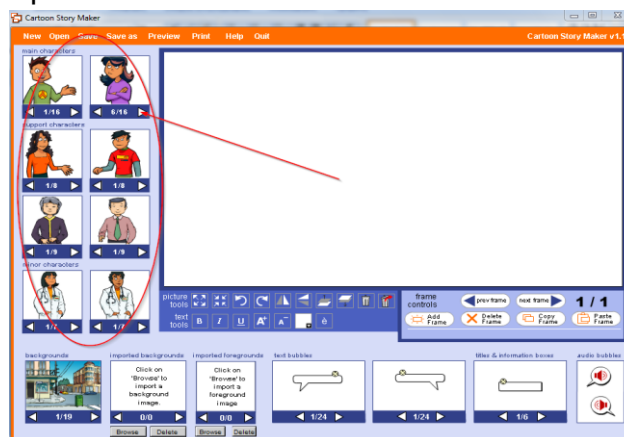 Cartoon Story Maker
New Open Save Save as Preview Print Help Quit Cartoon Story Maker v1.1
main characters
1/16 6/16
support characters
1/8 1/8
1/9 1/9
minor characters
1/7 1/7
picture tools
text tools B I U A+ A- è
frame controls prev frame next frame 1 / 1
Add Frame Delete Frame Copy Frame Paste Frame
backgrounds imported backgrounds imported foregrounds text bubbles titles & information boxes audio bubbles
Click on 'Browse' to import a background image.
Click on 'Browse' to import a foreground image
1/19 0/0 0/0 1/24 1/24 1/6
Browse Delete Browse Delete